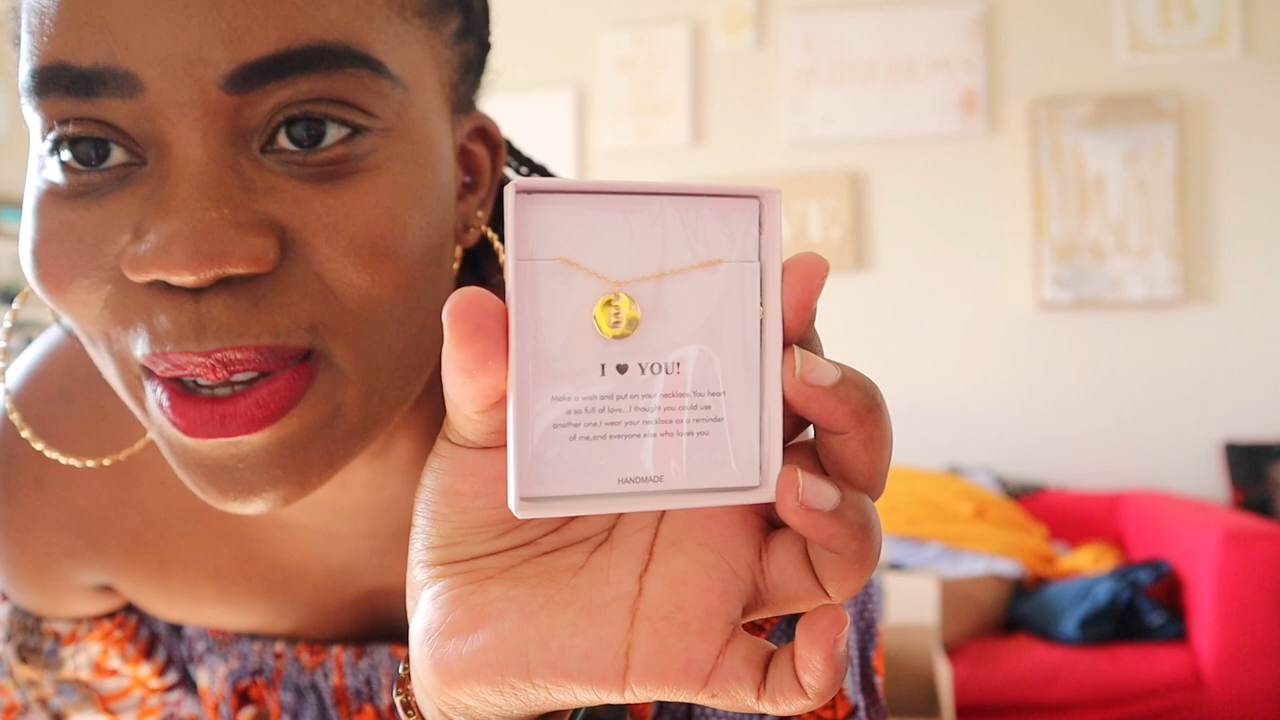 I ♥ YOU!
Make a wish and put on your necklace.You heart
is so full of love...I thought you could use
another one,I wear your necklace as a reminder
of me,and everyone else who loves you.
HANDMADE